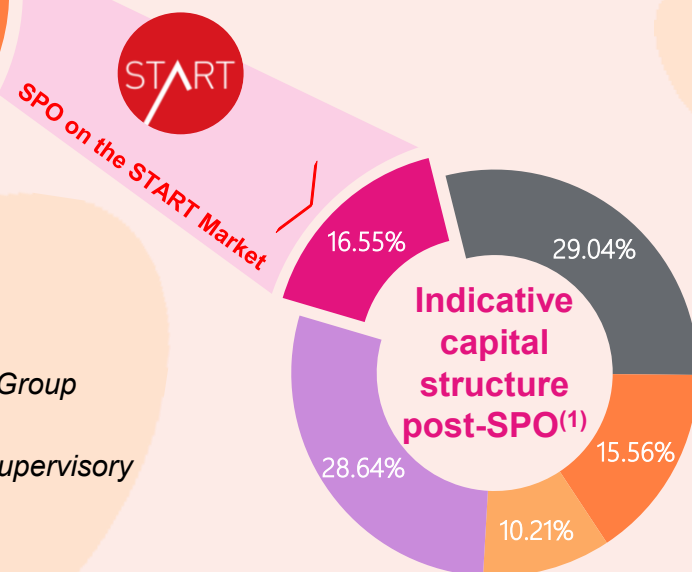 START
SPO on the START Market
16.55%
29.04%
Indicative
capital
structure
post-SPO(1)
Group
15.56%
28.64%
upervisory
10.21%